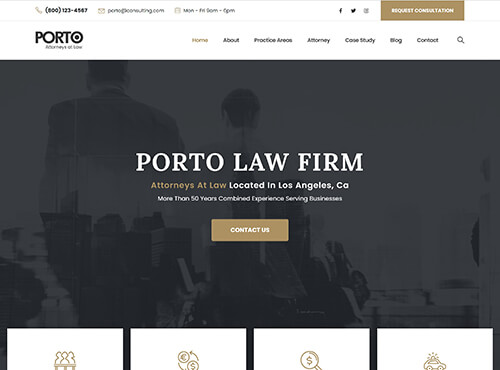 (800) 123-4567 porto@consulting.com Mon - Fri 9am - 6pm REQUEST CONSULTATION
PORTO
Attorneys at Law
Home About Practice Areas Attorney Case Study Blog Contact
PORTO LAW FIRM
Attorneys At Law Located In Los Angeles, Ca
More Than 50 Years Combined Experience Serving Businesses
CONTACT US